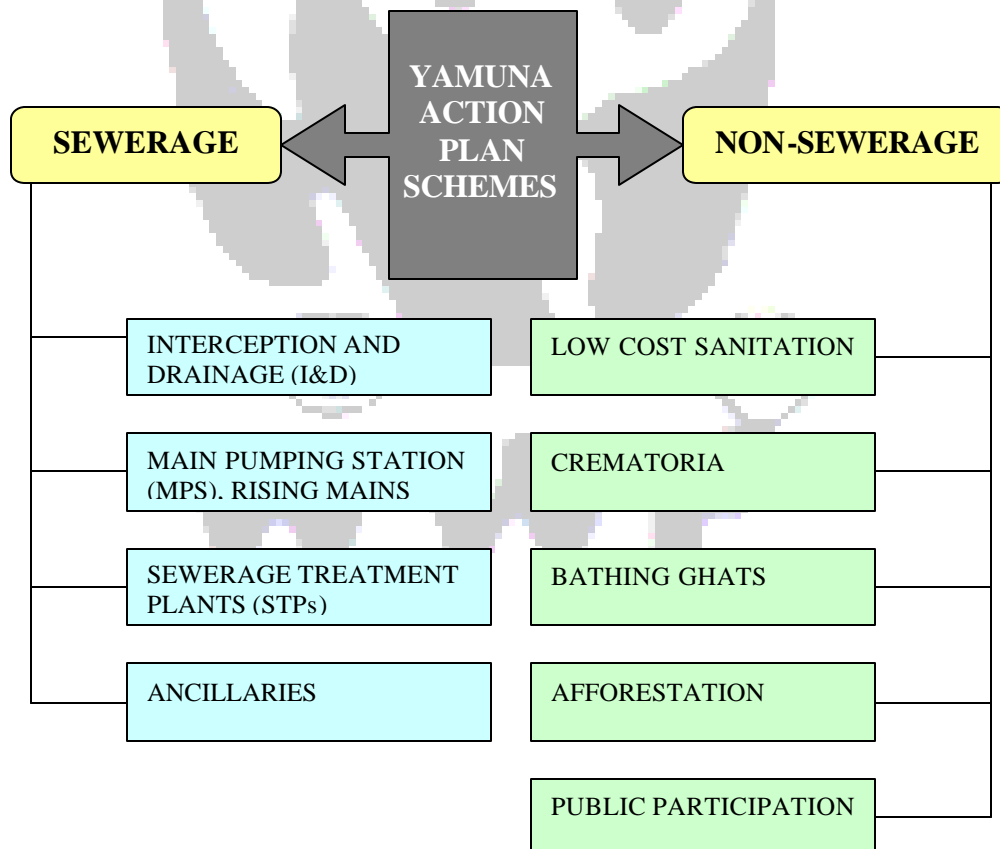 YAMUNA
ACTION
PLAN
SCHEMES
SEWERAGE
NON-SEWERAGE
INTERCEPTION AND
DRAINAGE (I&D)
MAIN PUMPING STATION
(MPS), RISING MAINS
SEWERAGE TREATMENT
PLANTS (STPs)
ANCILLARIES
LOW COST SANITATION
CREMATORIA
BATHING GHATS
AFFORESTATION
PUBLIC PARTICIPATION